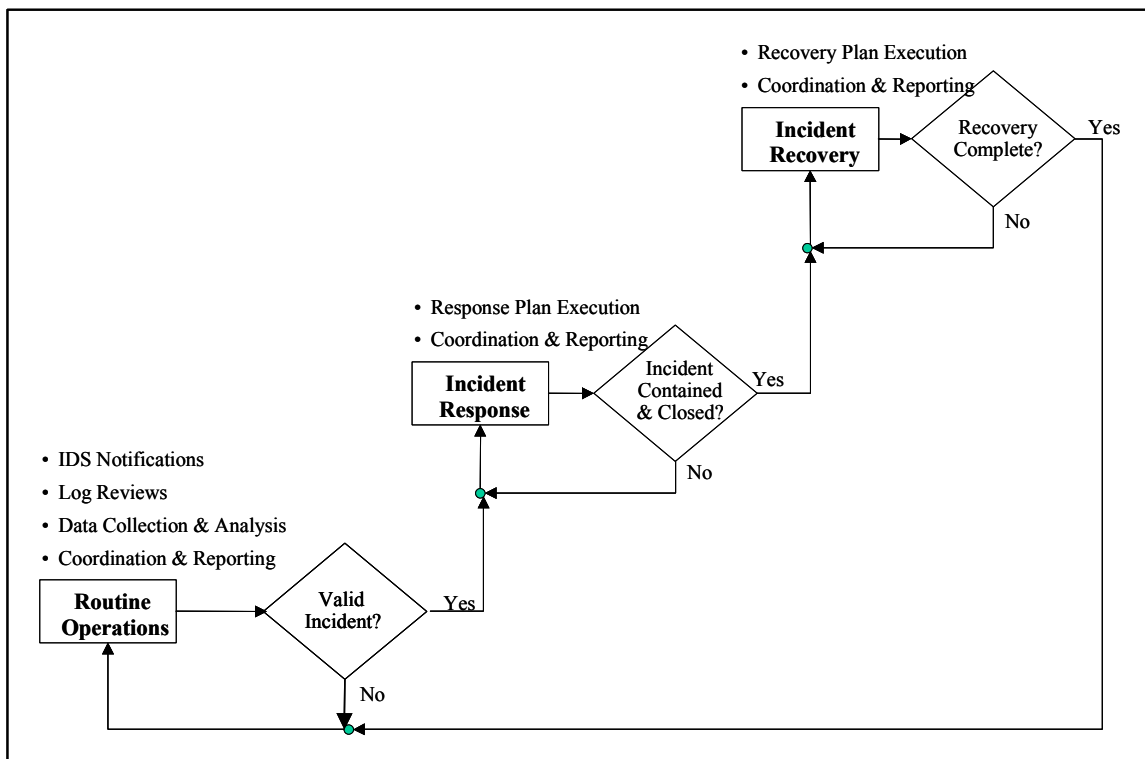 • Recovery Plan Execution
• Coordination & Reporting
Incident
Recovery
Recovery
Complete?
Yes
No
• Response Plan Execution
• Coordination & Reporting
Incident
Response
Incident
Contained
& Closed?
Yes
No
• IDS Notifications
• Log Reviews
• Data Collection & Analysis
• Coordination & Reporting
Routine
Operations
Valid
Incident?
Yes
No